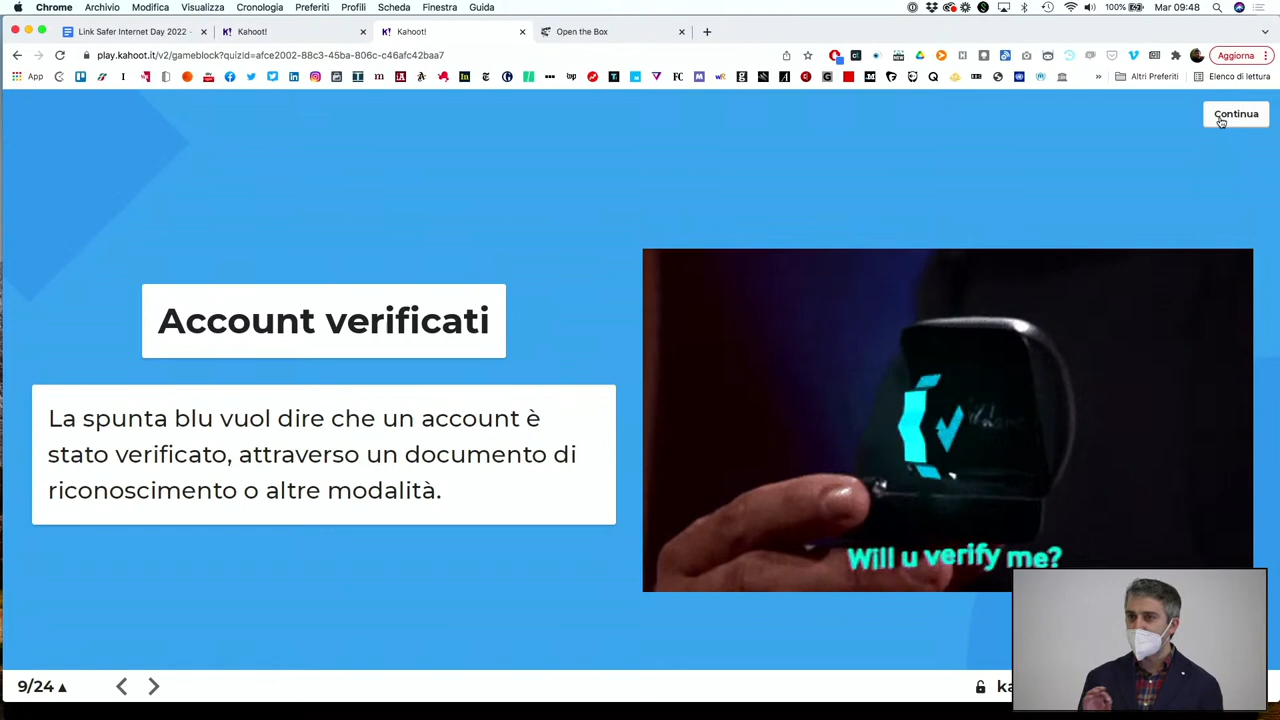 Chrome Archivio Modifica Visualizza Cronologia Preferiti Profili Scheda Finestra Guida
100% Mar 09:48
Link Safer Internet Day 2022 -
Kahoot!
Kahoot!
Open the Box
play.kahoot.it/v2/gameblock?quizId=afce2002-88c3-45ba-806c-c46afc42baa7
Aggiorna
App
Altri Preferiti
Elenco di lettura
Continua
Account verificati
La spunta blu vuol dire che un account è
stato verificato, attraverso un documento di
riconoscimento o altre modalità.
Will u verify me?
9/24